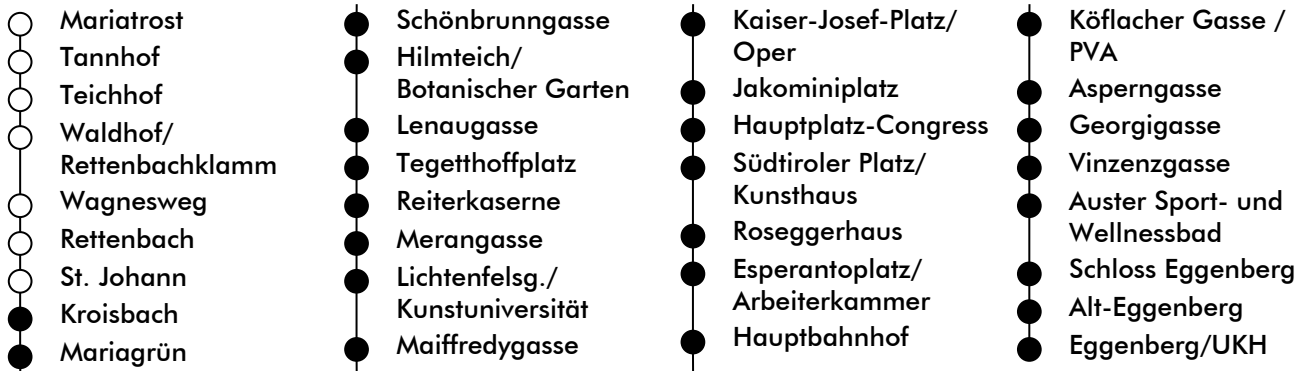 Mariatrost
Tannhof
Teichhof
Waldhof/
Rettenbachklamm
Wagnesweg
Rettenbach
St. Johann
Kroisbach
Mariagrün
Schönbrunngasse
Hilmteich/
Botanischer Garten
Lenaugasse
Tegetthoffplatz
Reiterkaserne
Merangasse
Lichtenfelsg./
Kunstuniversität
Maiffredygasse
Kaiser-Josef-Platz/
Oper
Jakominiplatz
Hauptplatz-Congress
Südtiroler Platz/
Kunsthaus
Roseggerhaus
Esperantoplatz/
Arbeiterkammer
Hauptbahnhof
Köflacher Gasse /
PVA
Asperngasse
Georgigasse
Vinzenzgasse
Auster Sport- und
Wellnessbad
Schloss Eggenberg
Alt-Eggenberg
Eggenberg/UKH